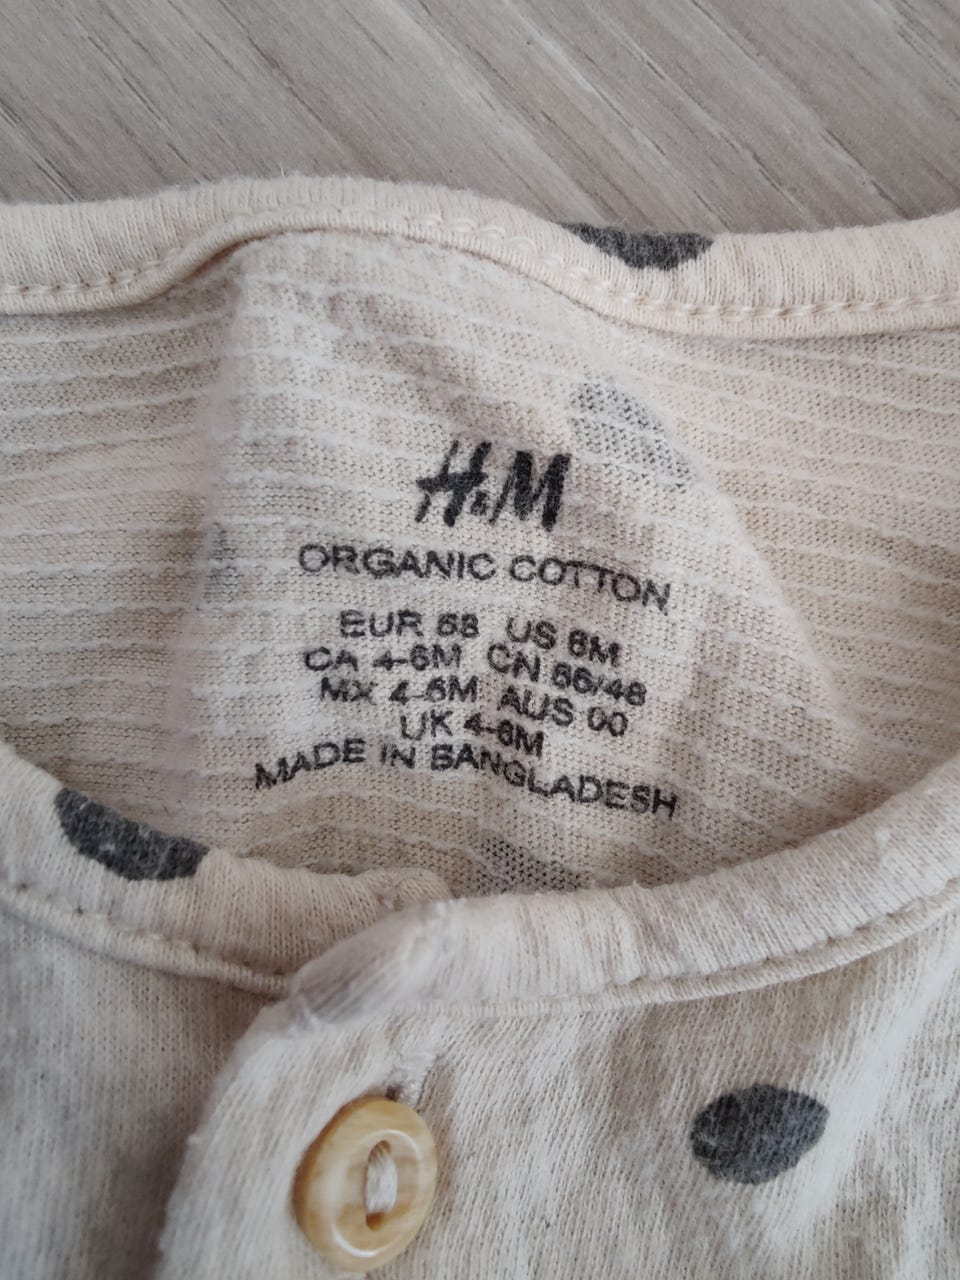 H&M
ORGANIC COTTON
EUR 68 US 6M
CA 4-6M CN 66/48
MX 4-6M AUS 00
UK 4-6M
MADE IN BANGLADESH